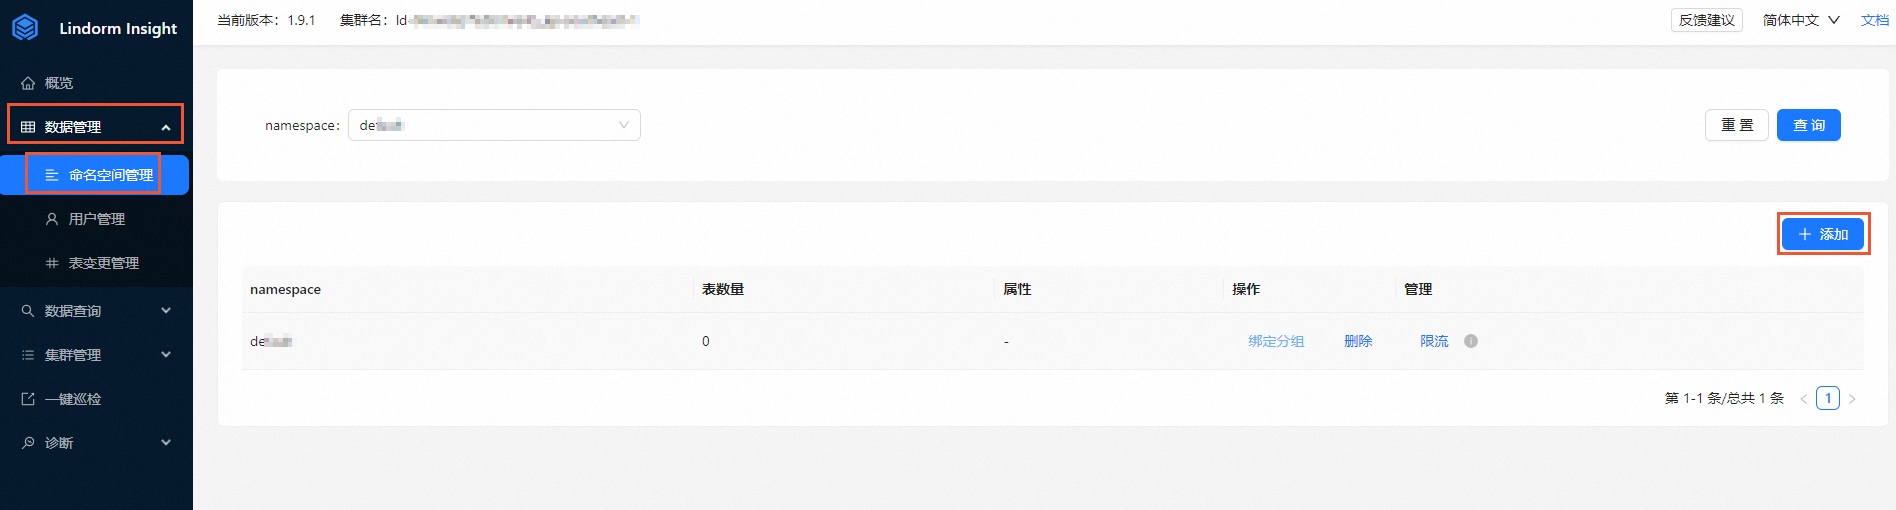 Lindorm Insight
当前版本： 1.9.1 集群名： ld-
反馈建议 简体中文 文档
概览
数据管理
命名空间管理
用户管理
表变更管理
数据查询
集群管理
一键巡检
诊断
namespace: de
重 置 查 询
+ 添加
namespace 表数量 属性 操作 管理
de 0 - 绑定分组 删除 限流
第 1-1 条/总共 1 条 < 1 >